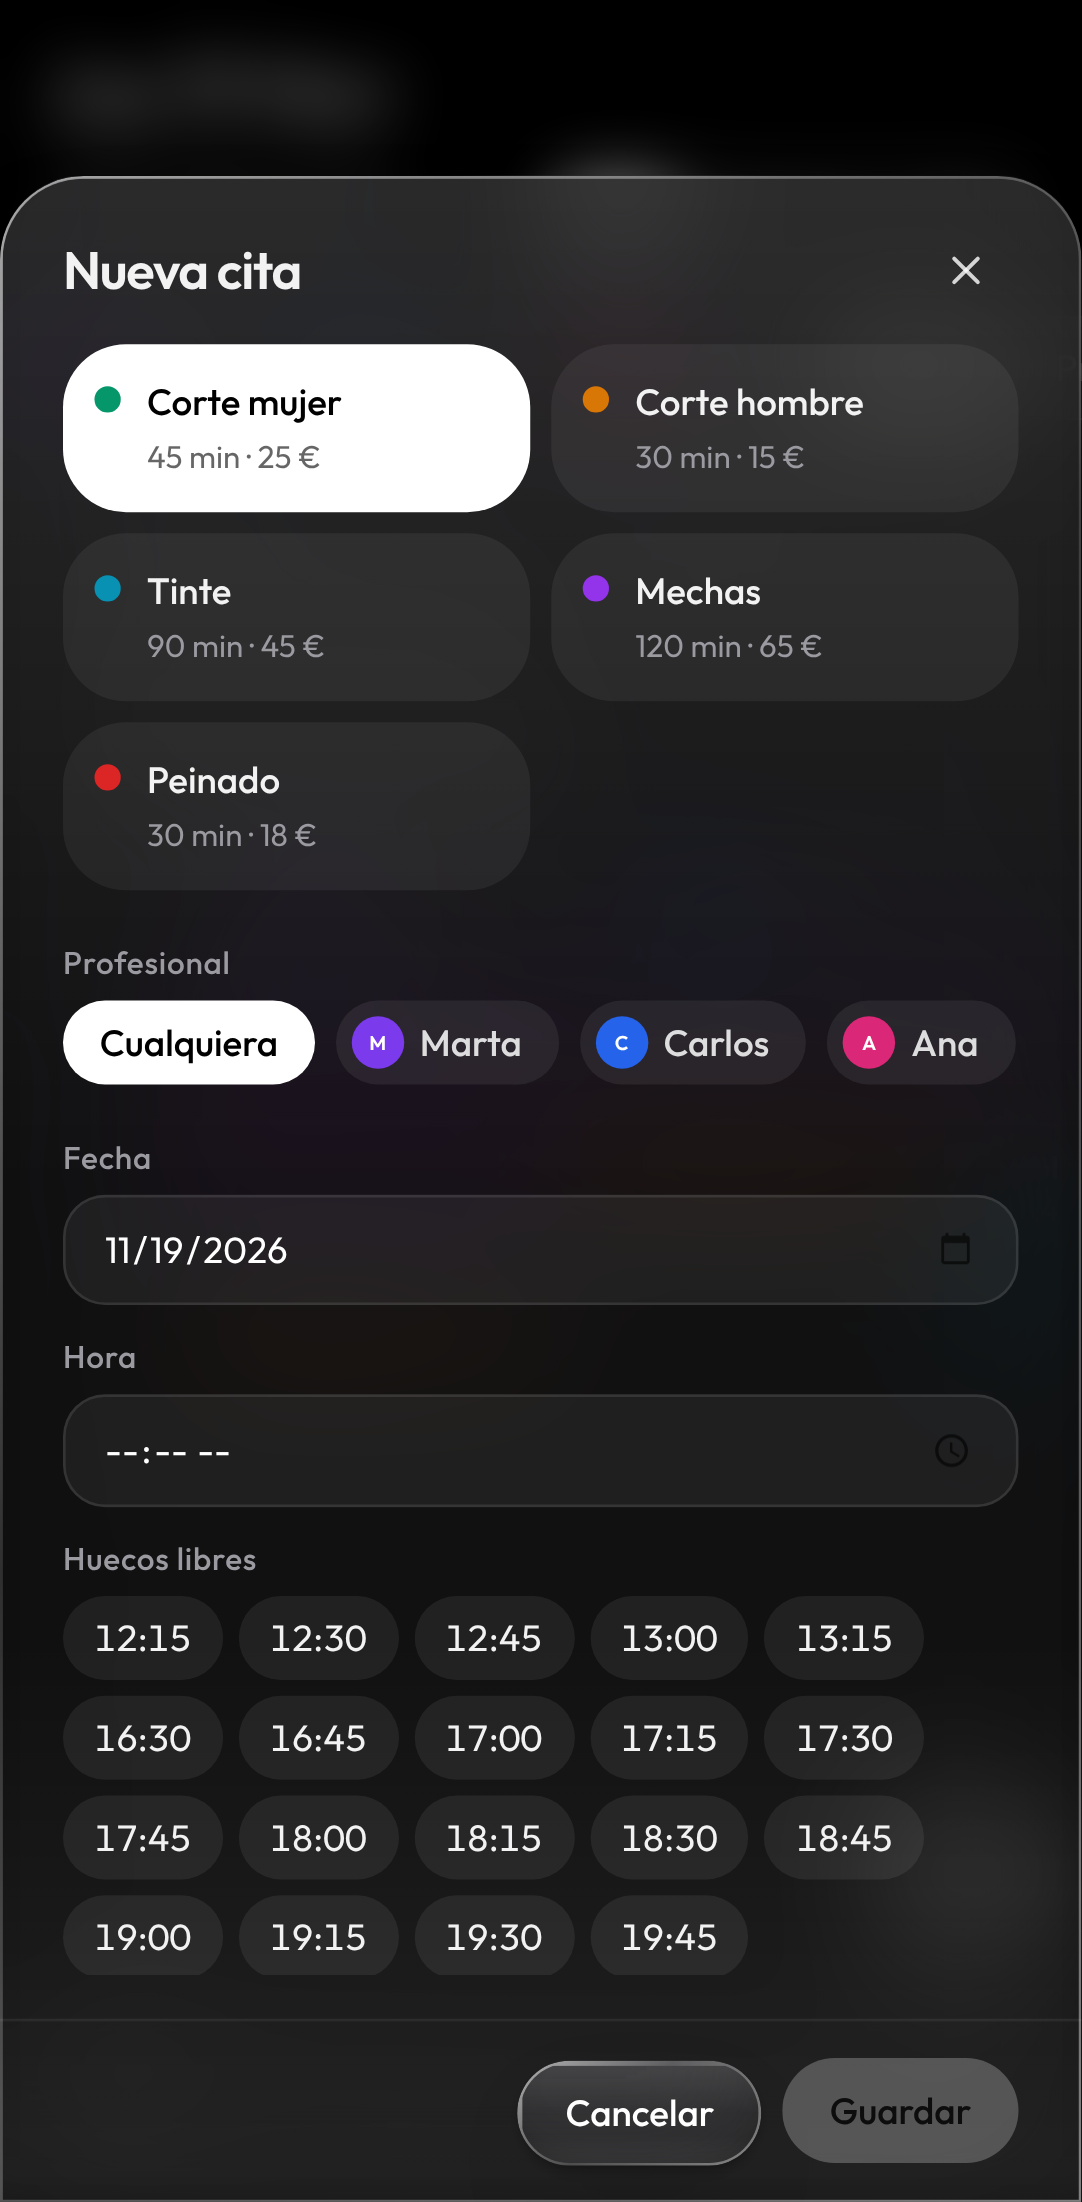 Nueva cita
Corte mujer
45 min · 25 €
Corte hombre
30 min · 15 €
Tinte
90 min · 45 €
Mechas
120 min · 65 €
Peinado
30 min · 18 €
Profesional
Cualquiera
M Marta
C Carlos
A Ana
Fecha
11/19/2026
Hora
--:-- --
Huecos libres
12:15 12:30 12:45 13:00 13:15
16:30 16:45 17:00 17:15 17:30
17:45 18:00 18:15 18:30 18:45
19:00 19:15 19:30 19:45
Cancelar Guardar